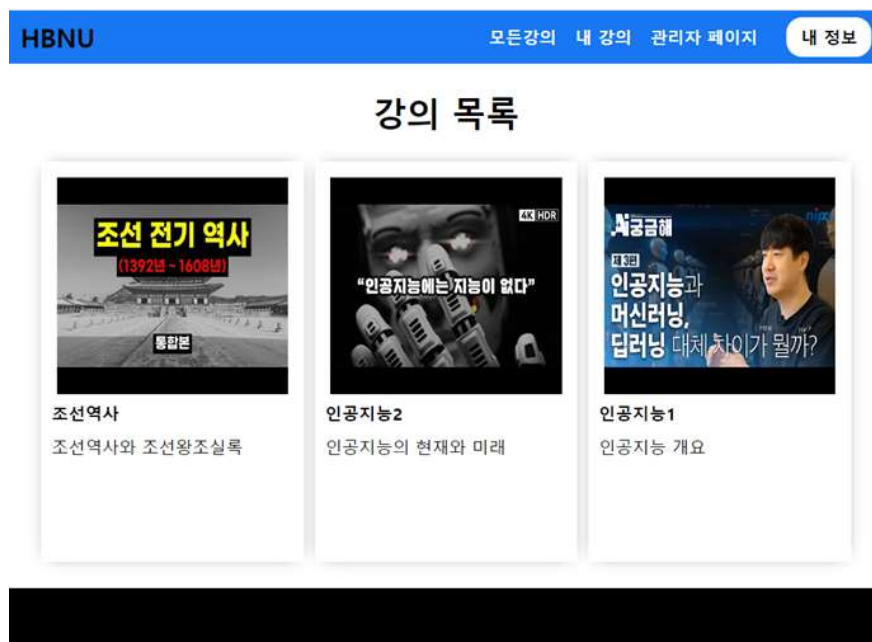 HBNU
모든강의 내 강의 관리자 페이지 내 정보
강의 목록
조선 전기 역사
(1392년 ~ 1608년)
통합본
조선역사
조선역사와 조선왕조실록
4K HDR
“인공지능에는 지능이 없다”
인공지능2
인공지능의 현재와 미래
Ai궁금해
nipa
제3편
인공지능과
머신러닝,
딥러닝 대체 차이가 뭘까?
인공지능1
인공지능 개요